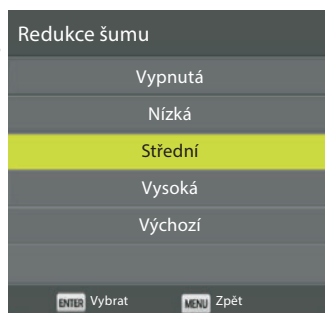 Redukce šumu
Vypnutá
Nízká
Střední
Vysoká
Výchozí
ENTER Vybrat MENU Zpět